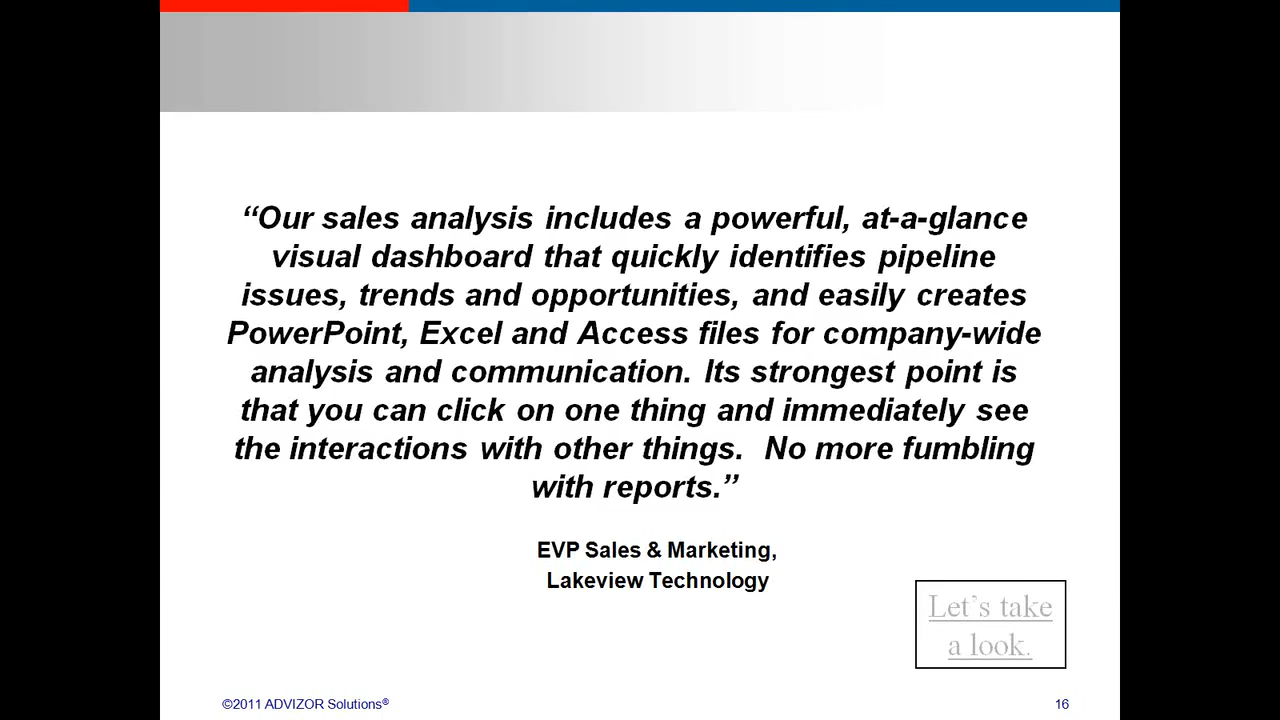 “Our sales analysis includes a powerful, at-a-glance
visual dashboard that quickly identifies pipeline
issues, trends and opportunities, and easily creates
PowerPoint, Excel and Access files for company-wide
analysis and communication. Its strongest point is
that you can click on one thing and immediately see
the interactions with other things.  No more fumbling
with reports.”
EVP Sales & Marketing,
Lakeview Technology
Let’s take
a look.
©2011 ADVIZOR Solutions®
16